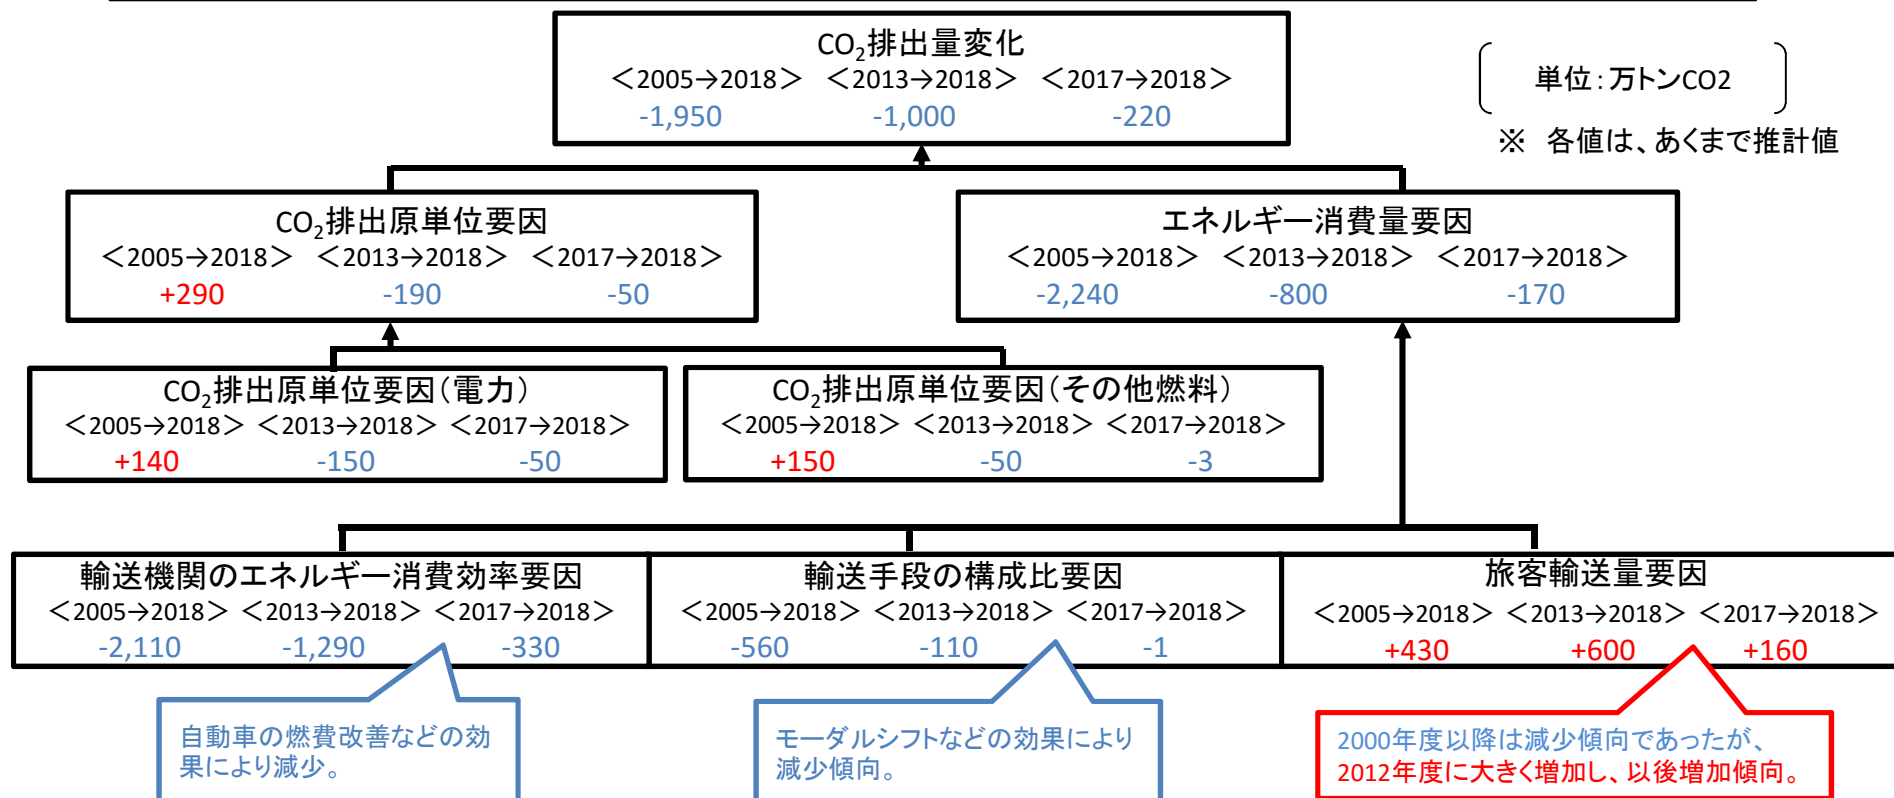 CO₂排出量変化
＜2005→2018＞ ＜2013→2018＞ ＜2017→2018＞
-1,950 -1,000 -220
単位：万トンCO2
※ 各値は、あくまで推計値
CO₂排出原単位要因
＜2005→2018＞ ＜2013→2018＞ ＜2017→2018＞
+290 -190 -50
エネルギー消費量要因
＜2005→2018＞ ＜2013→2018＞ ＜2017→2018＞
-2,240 -800 -170
CO₂排出原単位要因（電力）
＜2005→2018＞ ＜2013→2018＞ ＜2017→2018＞
+140 -150 -50
CO₂排出原単位要因（その他燃料）
＜2005→2018＞ ＜2013→2018＞ ＜2017→2018＞
+150 -50 -3
輸送機関のエネルギー消費効率要因
＜2005→2018＞ ＜2013→2018＞ ＜2017→2018＞
-2,110 -1,290 -330
輸送手段の構成比要因
＜2005→2018＞ ＜2013→2018＞ ＜2017→2018＞
-560 -110 -1
旅客輸送量要因
＜2005→2018＞ ＜2013→2018＞ ＜2017→2018＞
+430 +600 +160
自動車の燃費改善などの効
果により減少。
モーダルシフトなどの効果により
減少傾向。
2000年度以降は減少傾向であったが、
2012年度に大きく増加し、以後増加傾向。